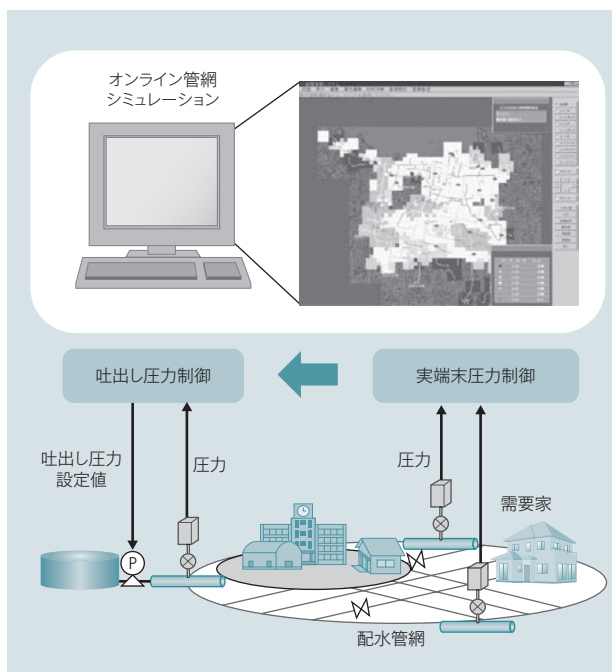 オンライン管網
シミュレーション
吐出し圧力制御
実端末圧力制御
吐出し圧力
設定値
圧力
圧力
需要家
P
配水管網